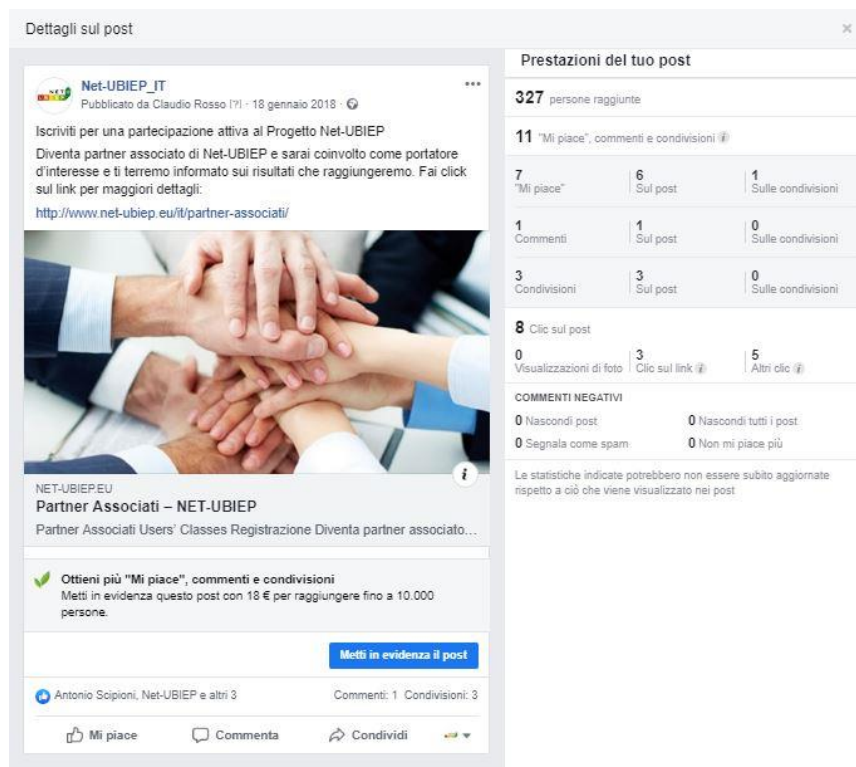 Dettagli sul post
×
Net-UBIEP_IT
Pubblicato da Claudio Rosso [?] · 18 gennaio 2018 ·
Iscriviti per una partecipazione attiva al Progetto Net-UBIEP
Diventa partner associato di Net-UBIEP e sarai coinvolto come portatore
d'interesse e ti terremo informato sui risultati che raggiungeremo. Fai click
sul link per maggiori dettagli:
http://www.net-ubiep.eu/it/partner-associati/
NET-UBIEP.EU
Partner Associati – NET-UBIEP
Partner Associati Users' Classes Registrazione Diventa partner associato...
Ottieni più "Mi piace", commenti e condivisioni
Metti in evidenza questo post con 18 € per raggiungere fino a 10.000
persone.
Metti in evidenza il post
Antonio Scipioni, Net-UBIEP e altri 3 Commenti: 1 Condivisioni: 3
Mi piace Commenta Condividi
Prestazioni del tuo post
327 persone raggiunte
11 "Mi piace", commenti e condivisioni i
7 6 1
"Mi piace" Sul post Sulle condivisioni
1 1 0
Commenti Sul post Sulle condivisioni
3 3 0
Condivisioni Sul post Sulle condivisioni
8 Clic sul post
0 3 5
Visualizzazioni di foto Clic sul link i Altri clic i
COMMENTI NEGATIVI
0 Nascondi post 0 Nascondi tutti i post
0 Segnala come spam 0 Non mi piace più
Le statistiche indicate potrebbero non essere subito aggiornate
rispetto a ciò che viene visualizzato nei post